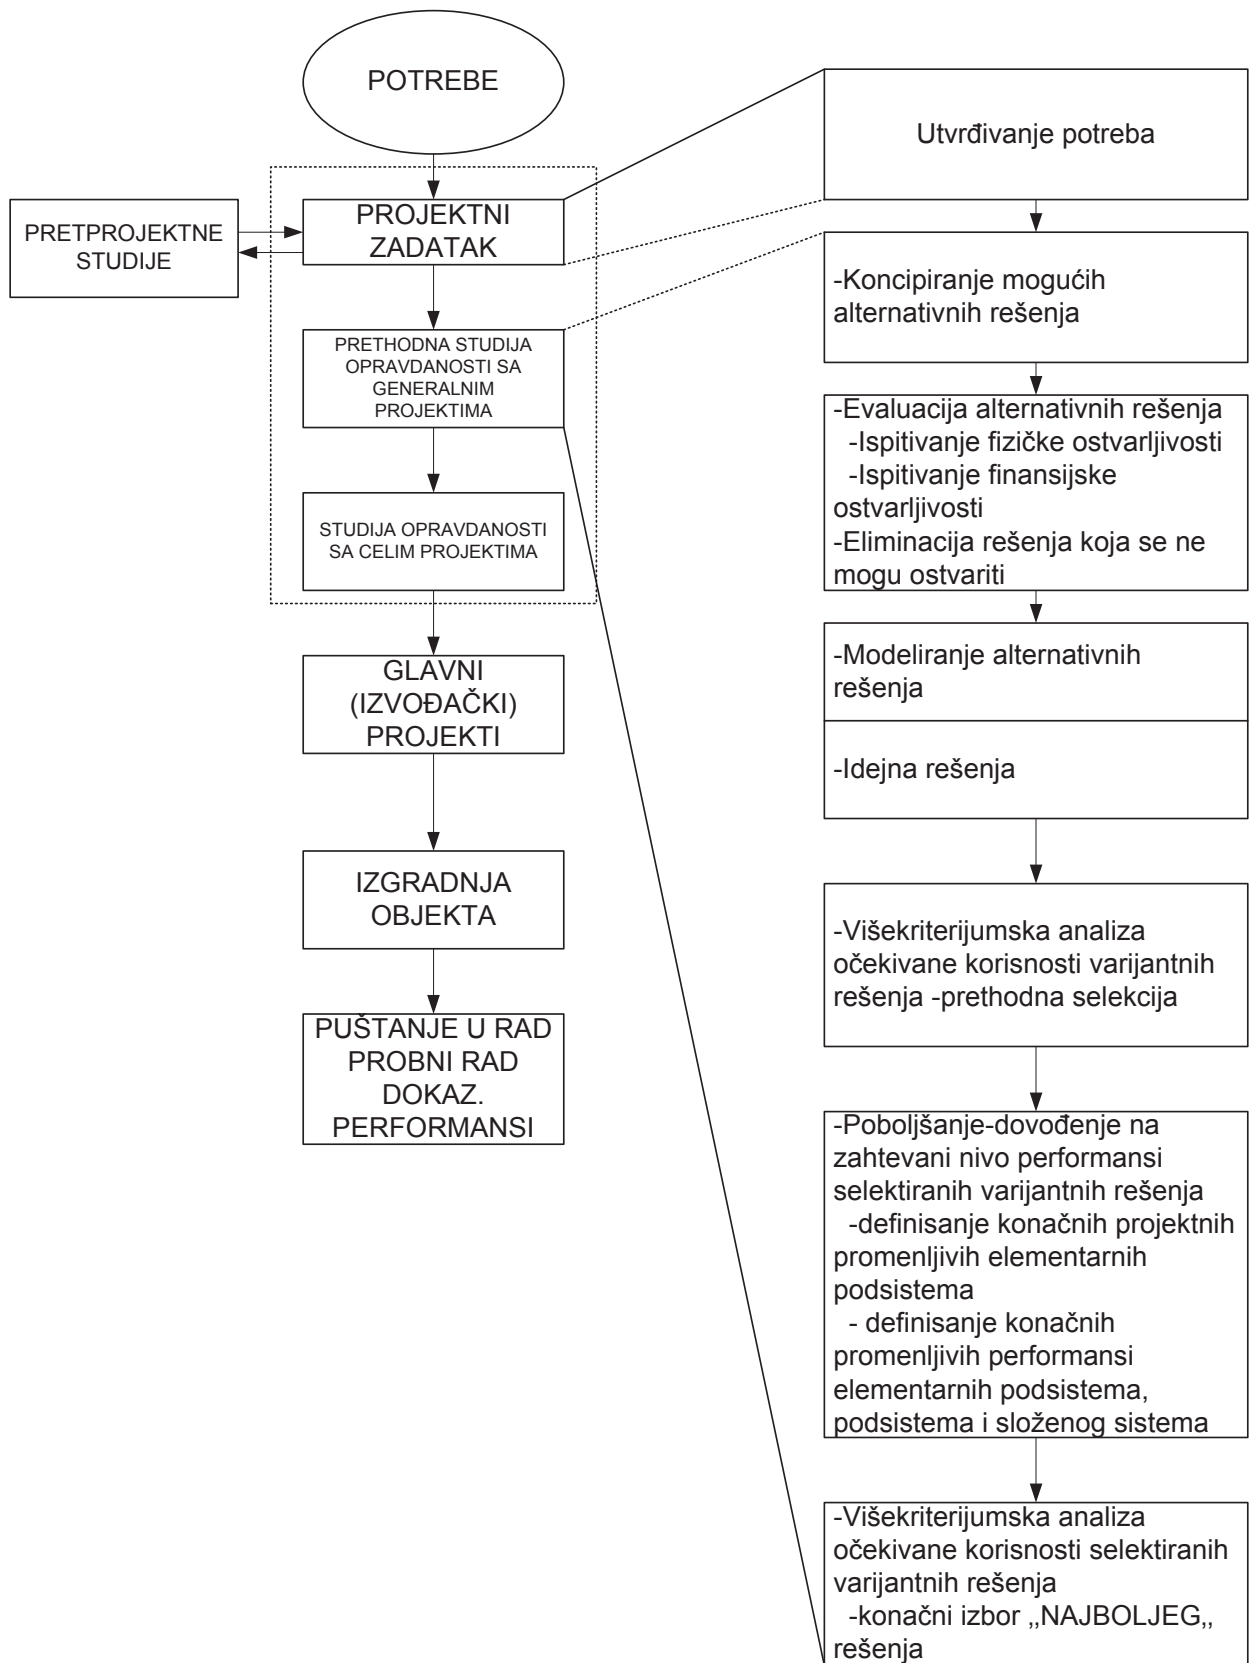 POTREBE
PRETPROJEKTNE
STUDIJE
PROJEKTNI
ZADATAK
PRETHODNA STUDIJA
OPRAVDANOSTI SA
GENERALNIM
PROJEKTIMA
STUDIJA OPRAVDANOSTI
SA CELIM PROJEKTIMA
GLAVNI
(IZVOĐAČKI)
PROJEKTI
IZGRADNJA
OBJEKTA
PUŠTANJE U RAD
PROBNI RAD
DOKAZ.
PERFORMANSI
Utvrđivanje potreba
-Koncipiranje mogućih
alternativnih rešenja
-Evaluacija alternativnih rešenja
-Ispitivanje fizičke ostvarljivosti
-Ispitivanje finansijske
ostvarljivosti
-Eliminacija rešenja koja se ne
mogu ostvariti
-Modeliranje alternativnih
rešenja
-Idejna rešenja
-Višekriterijumska analiza
očekivane korisnosti varijantnih
rešenja -prethodna selekcija
-Poboljšanje-dovođenje na
zahtevani nivo performansi
selektiranih varijantnih rešenja
-definisanje konačnih projektnih
promenljivih elementarnih
podsistema
- definisanje konačnih
promenljivih performansi
elementarnih podsistema,
podsistema i složenog sistema
-Višekriterijumska analiza
očekivane korisnosti selektiranih
varijantnih rešenja
-konačni izbor ,,NAJBOLJEG,,
rešenja